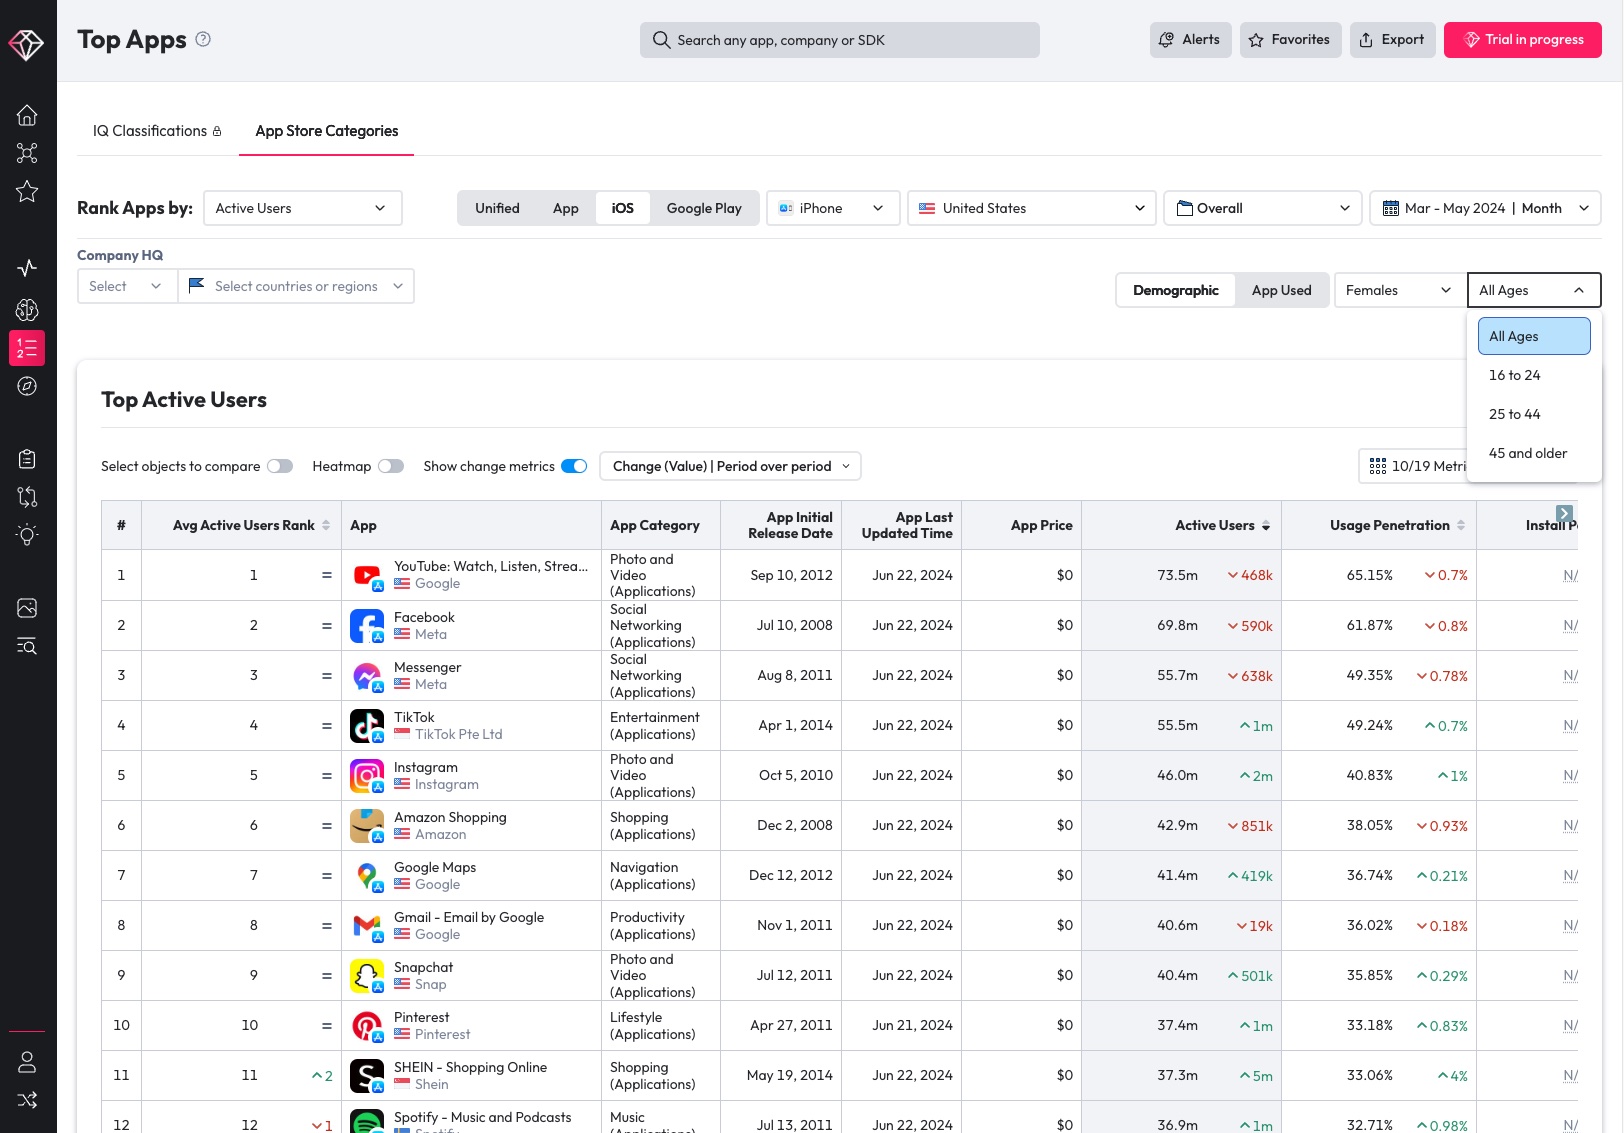 Top Apps
Search any app, company or SDK
Alerts
Favorites
Export
Trial in progress
IQ Classifications
App Store Categories
Rank Apps by:
Active Users
Unified
App
iOS
Google Play
iPhone
United States
Overall
Mar - May 2024 | Month
Company HQ
Select
Select countries or regions
Demographic
App Used
Females
All Ages
All Ages
16 to 24
25 to 44
45 and older
Top Active Users
Select objects to compare
Heatmap
Show change metrics
Change (Value) | Period over period
10/19 Metri
# Avg Active Users Rank App App Category App Initial Release Date App Last Updated Time App Price Active Users Usage Penetration Install P
1 1 = YouTube: Watch, Listen, Strea... Google Photo and Video (Applications) Sep 10, 2012 Jun 22, 2024 $0 73.5m 468k 65.15% 0.7% N/
2 2 = Facebook Meta Social Networking (Applications) Jul 10, 2008 Jun 22, 2024 $0 69.8m 590k 61.87% 0.8% N/
3 3 = Messenger Meta Social Networking (Applications) Aug 8, 2011 Jun 22, 2024 $0 55.7m 638k 49.35% 0.78% N/
4 4 = TikTok TikTok Pte Ltd Entertainment (Applications) Apr 1, 2014 Jun 22, 2024 $0 55.5m 1m 49.24% 0.7% N/
5 5 = Instagram Instagram Photo and Video (Applications) Oct 5, 2010 Jun 22, 2024 $0 46.0m 2m 40.83% 1% N/
6 6 = Amazon Shopping Amazon Shopping (Applications) Dec 2, 2008 Jun 22, 2024 $0 42.9m 851k 38.05% 0.93% N/
7 7 = Google Maps Google Navigation (Applications) Dec 12, 2012 Jun 22, 2024 $0 41.4m 419k 36.74% 0.21% N/
8 8 = Gmail - Email by Google Google Productivity (Applications) Nov 1, 2011 Jun 22, 2024 $0 40.6m 19k 36.02% 0.18% N/
9 9 = Snapchat Snap Photo and Video (Applications) Jul 12, 2011 Jun 22, 2024 $0 40.4m 501k 35.85% 0.29% N/
10 10 = Pinterest Pinterest Lifestyle (Applications) Apr 27, 2011 Jun 21, 2024 $0 37.4m 1m 33.18% 0.83% N/
11 11 2 SHEIN - Shopping Online Shein Shopping (Applications) May 19, 2014 Jun 22, 2024 $0 37.3m 5m 33.06% 4% N/
12 12 1 Spotify - Music and Podcasts Music Jul 13, 2011 Jun 22, 2024 $0 36.9m 1m 32.71% 0.98% N/